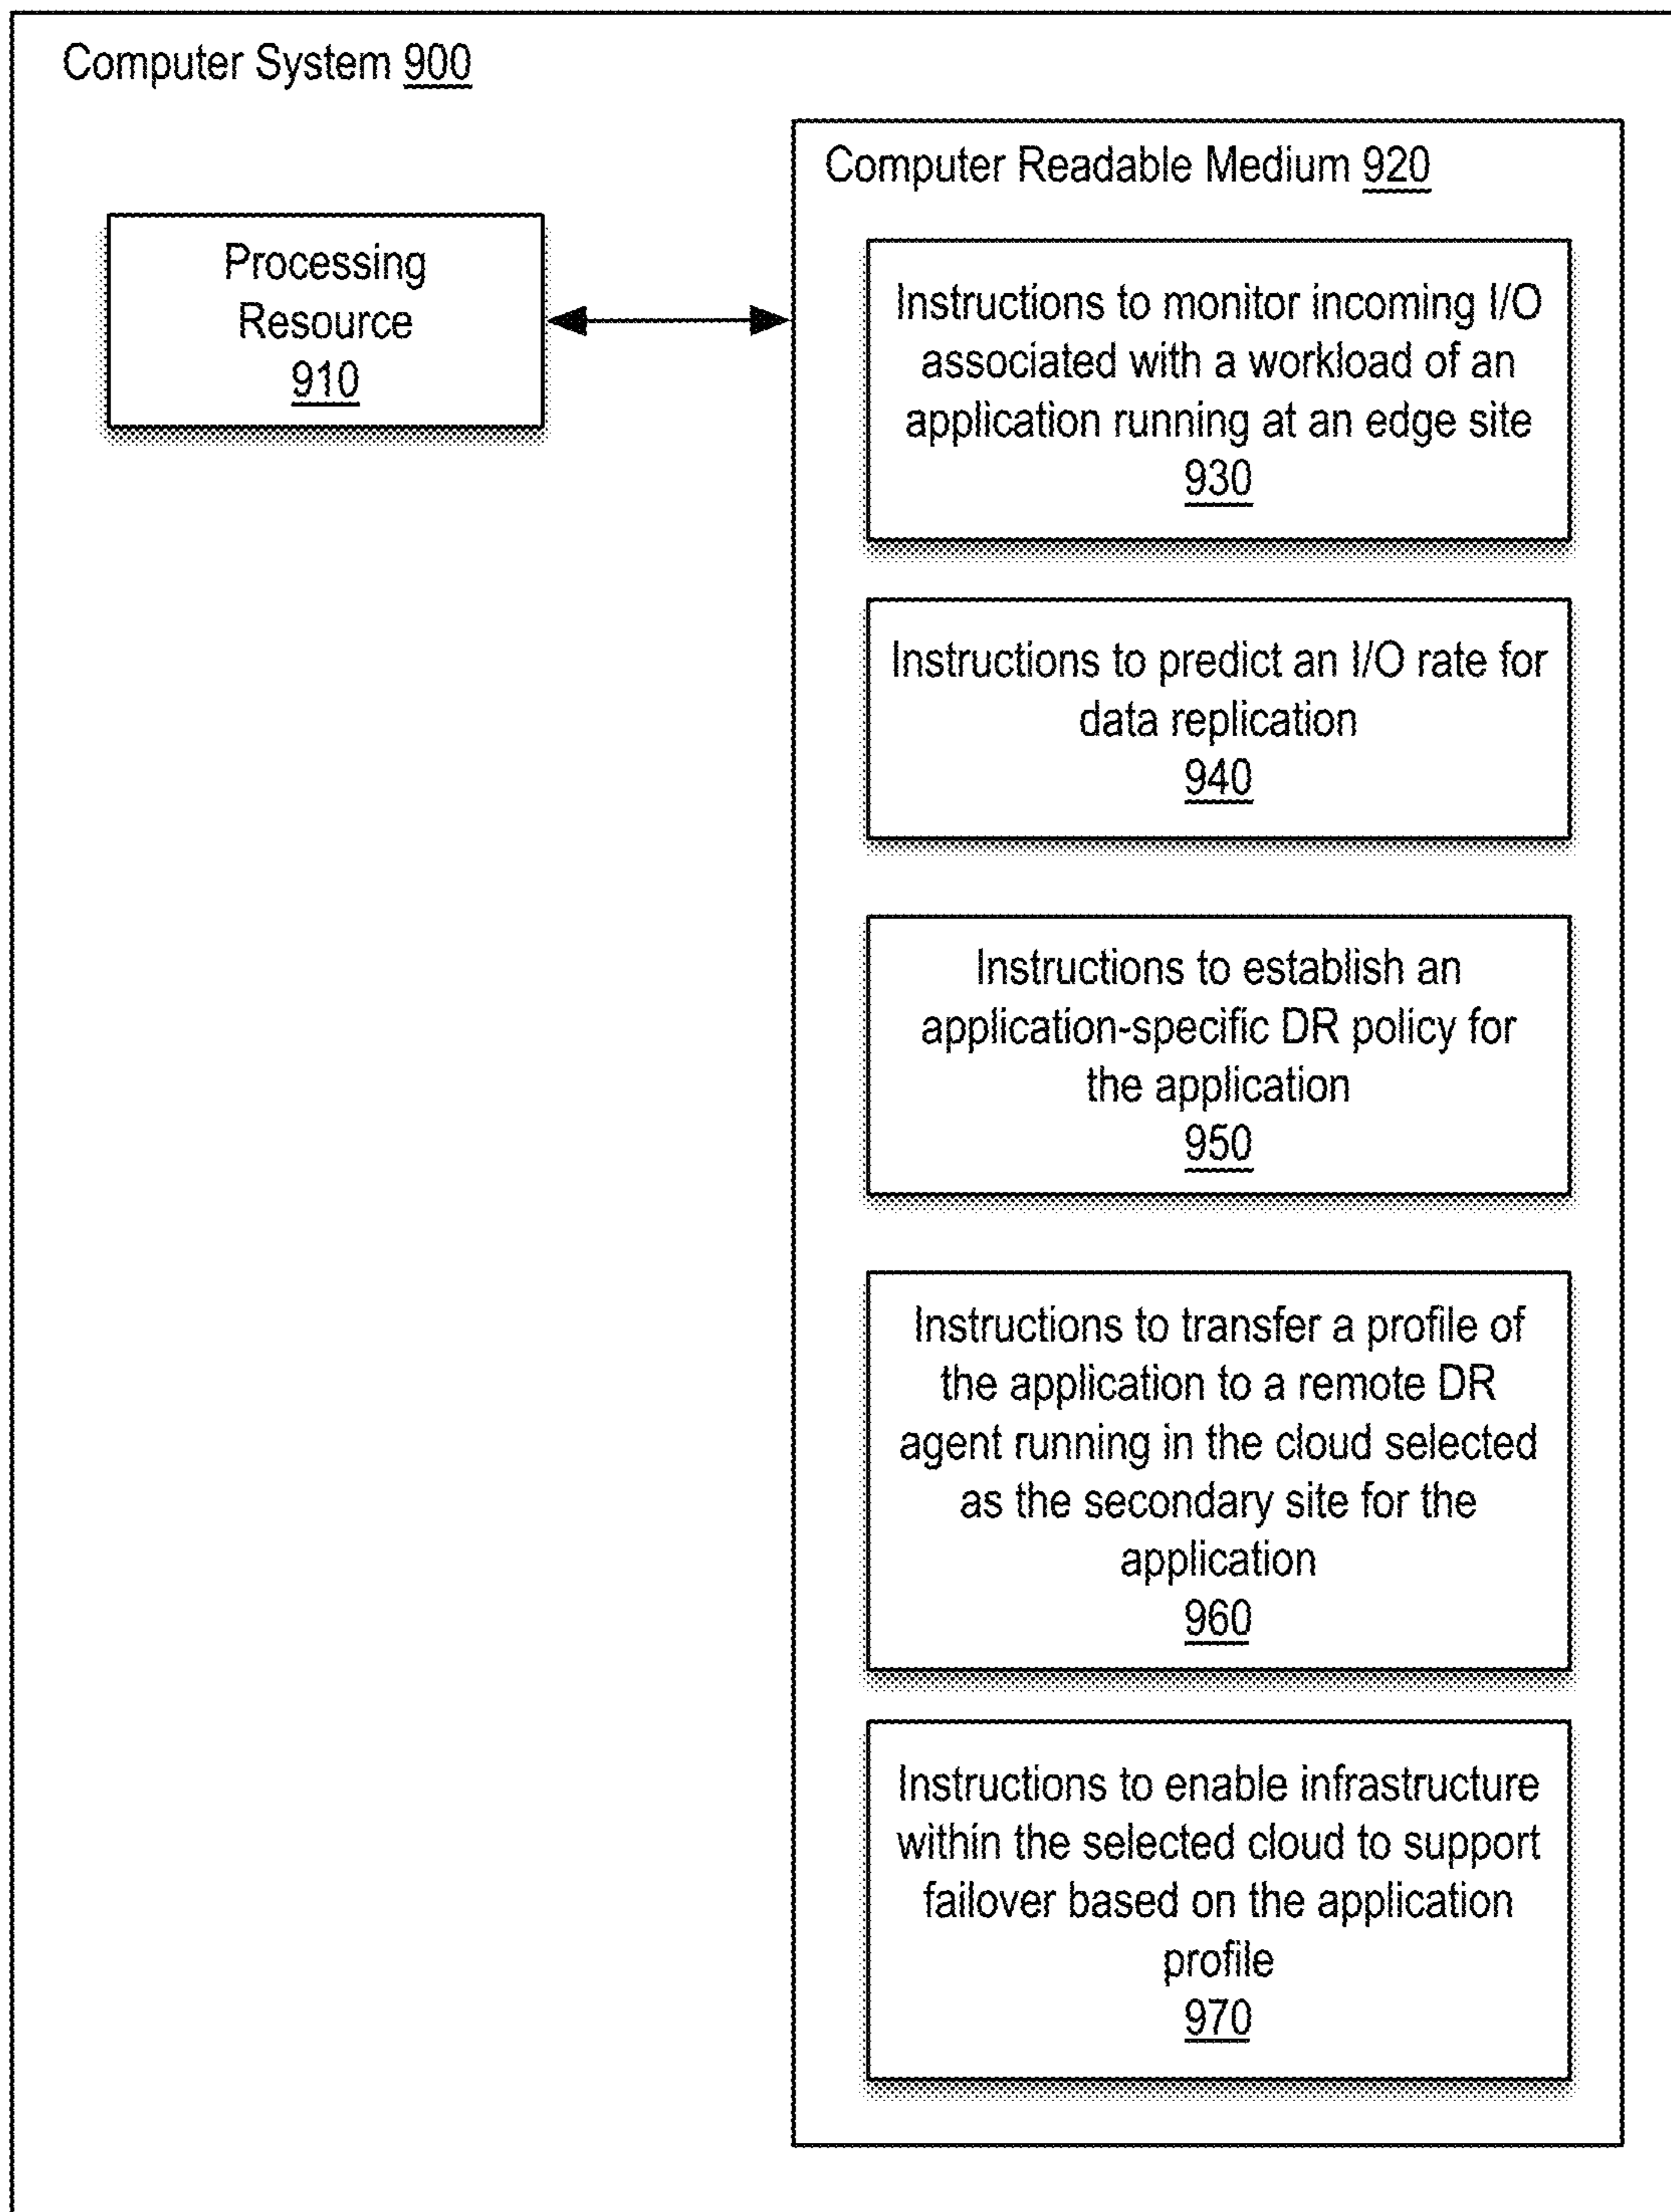 Computer System 900
Computer Readable Medium 920
Processing
Resource
910
Instructions to monitor incoming I/O
associated with a workload of an
application running at an edge site
930
Instructions to predict an I/O rate for
data replication
940
Instructions to establish an
application-specific DR policy for
the application
950
Instructions to transfer a profile of
the application to a remote DR
agent running in the cloud selected
as the secondary site for the
application
960
Instructions to enable infrastructure
within the selected cloud to support
failover based on the application
profile
970